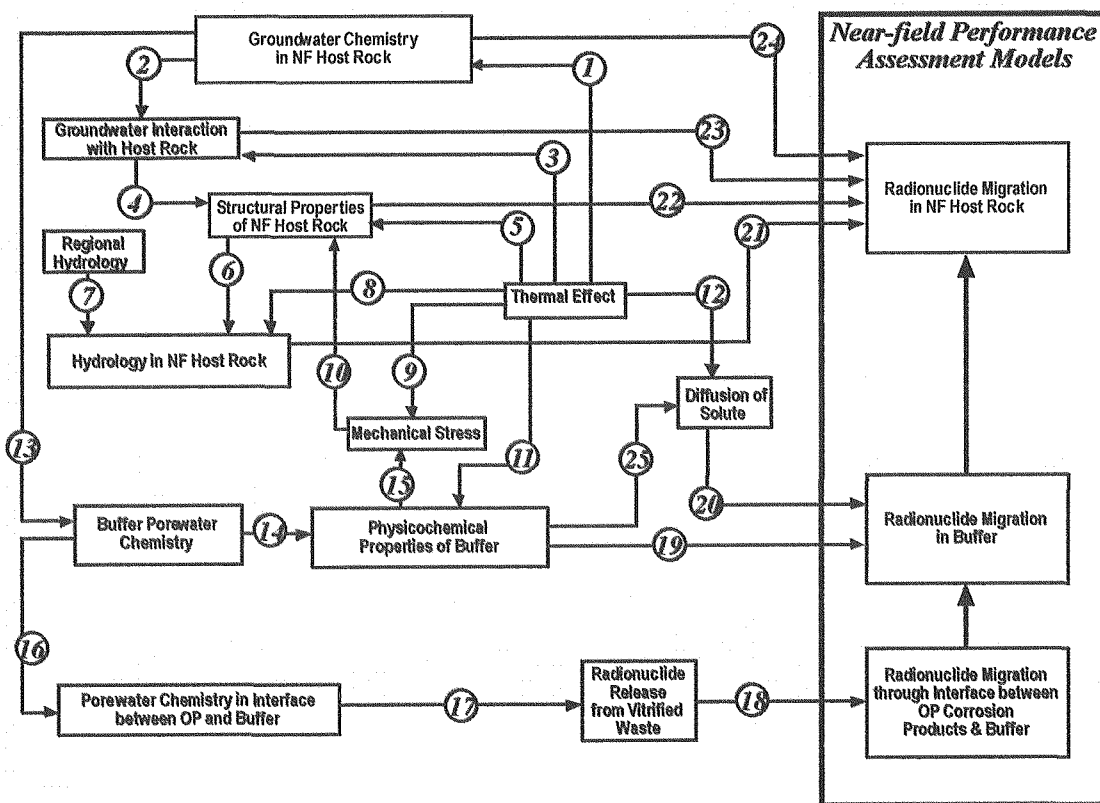 Near-field Performance
Assessment Models
Groundwater Chemistry
in NF Host Rock
24
2
1
Groundwater Interaction
with Host Rock
23
3
Radionuclide Migration
in NF Host Rock
4
Structural Properties
of NF Host Rock
22
5
21
Regional
Hydrology
6
7
8
Thermal Effect
12
Hydrology in NF Host Rock
10
9
Diffusion of
Solute
Mechanical Stress
13
11
25
15
20
Buffer Porewater
Chemistry
14
Physicochemical
Properties of Buffer
19
Radionuclide Migration
in Buffer
16
Porewater Chemistry in Interface
between OP and Buffer
17
Radionuclide
Release
from Vitrified
Waste
18
Radionuclide Migration
through Interface between
OP Corrosion
Products & Buffer